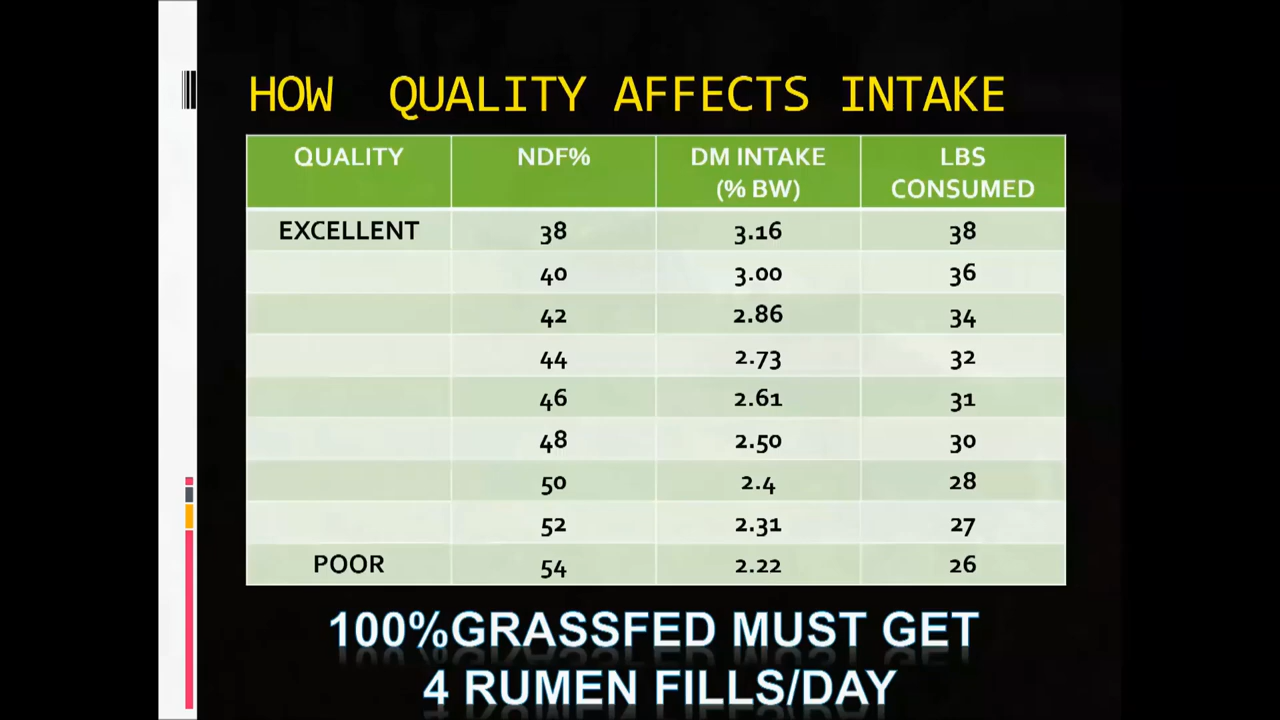 HOW QUALITY AFFECTS INTAKE
QUALITY NDF% DM INTAKE (% BW) LBS CONSUMED
EXCELLENT 38 3.16 38
40 3.00 36
42 2.86 34
44 2.73 32
46 2.61 31
48 2.50 30
50 2.4 28
52 2.31 27
POOR 54 2.22 26
100%GRASSFED MUST GET
4 RUMEN FILLS/DAY